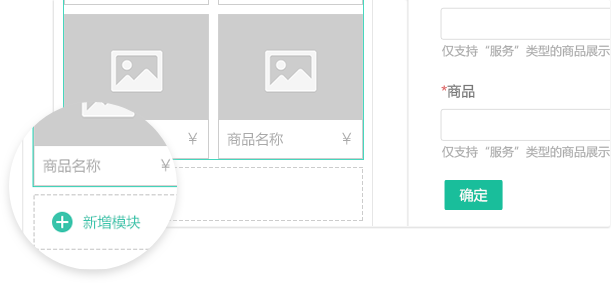 商品名称 ¥
新增模块
¥
商品名称 ¥
仅支持“服务”类型的商品展示
*商品
仅支持“服务”类型的商品展示
确定